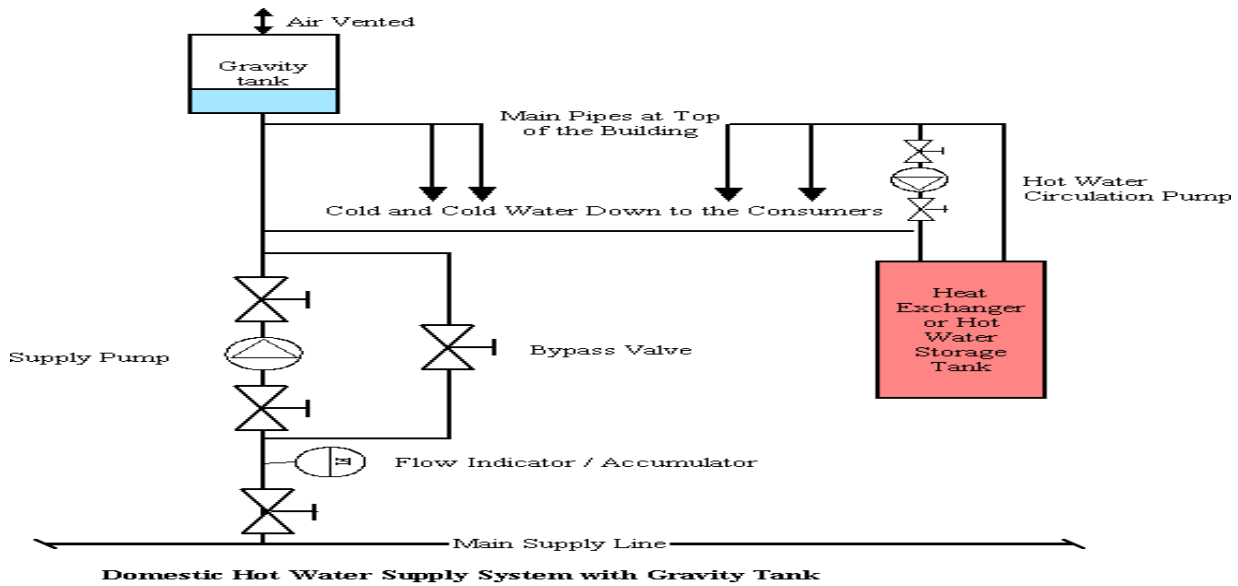 Air Vented
Gravity
tank
Main Pipes at Top
of the Building
Hot Water
Circulation Pump
Cold and Cold Water Down to the Consumers
Heat
Exchanger
or Hot
Water
Storage
Tank
Supply Pump
Bypass Valve
Flow Indicator / Accumulator
Main Supply Line
Domestic Hot Water Supply System with Gravity Tank